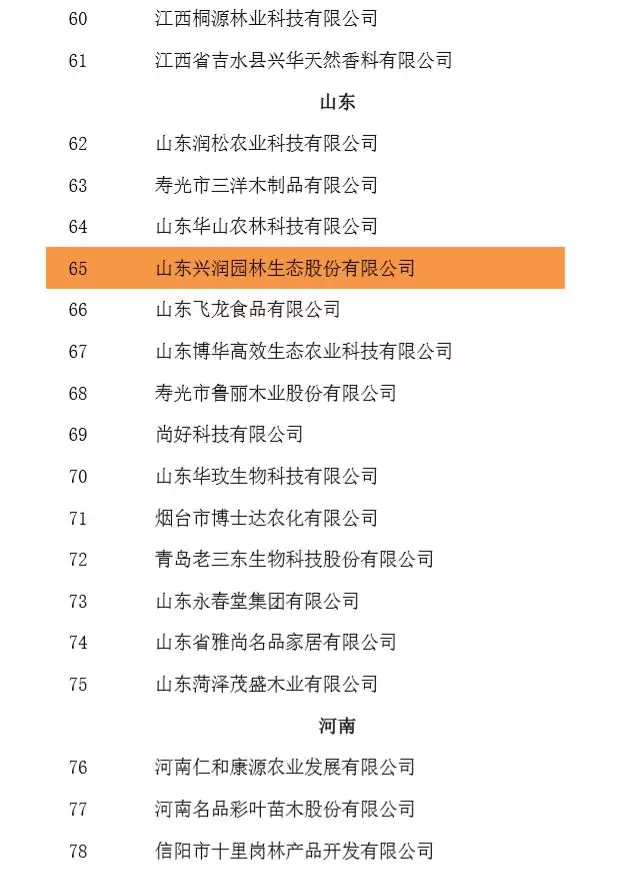 60 江西桐源林业科技有限公司
61 江西省吉水县兴华天然香料有限公司
山东
62 山东润松农业科技有限公司
63 寿光市三洋木制品有限公司
64 山东华山农林科技有限公司
65 山东兴润园林生态股份有限公司
66 山东飞龙食品有限公司
67 山东博华高效生态农业科技有限公司
68 寿光市鲁丽木业股份有限公司
69 尚好科技有限公司
70 山东华玫生物科技有限公司
71 烟台市博士达农化有限公司
72 青岛老三东生物科技股份有限公司
73 山东永春堂集团有限公司
74 山东省雅尚名品家居有限公司
75 山东菏泽茂盛木业有限公司
河南
76 河南仁和康源农业发展有限公司
77 河南名品彩叶苗木股份有限公司
78 信阳市十里岗林产品开发有限公司